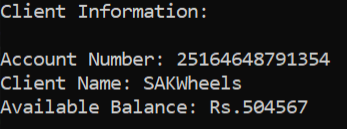 Client Information:
Account Number: 25164648791354
Client Name: SAKWheels
Available Balance: Rs.504567